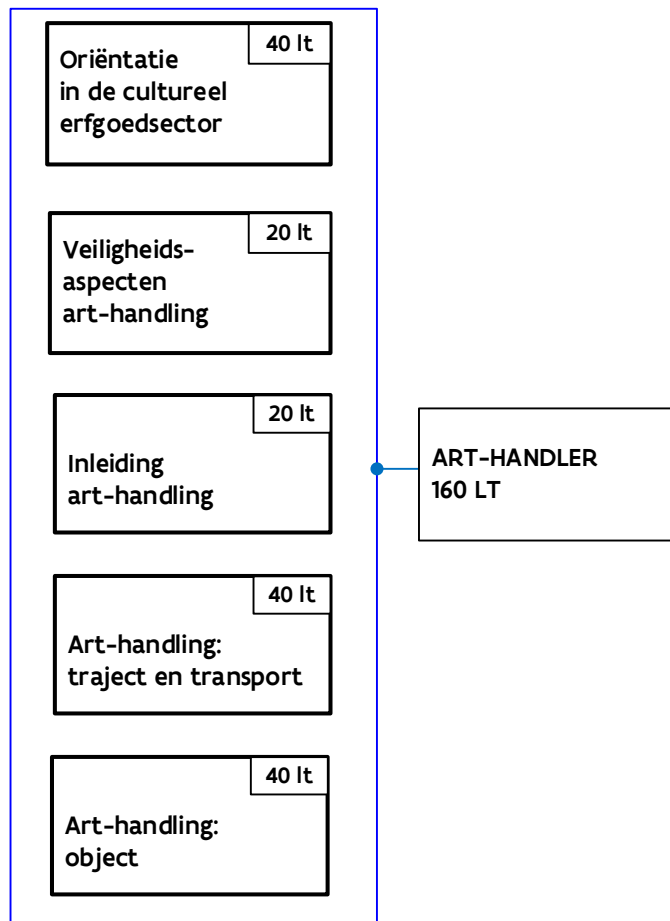 40 lt
Oriëntatie
in de cultureel
erfgoedsector
20 lt
Veiligheids-
aspecten
art-handling
20 lt
Inleiding
art-handling
40 lt
Art-handling:
traject en transport
40 lt
Art-handling:
object
ART-HANDLER
160 LT